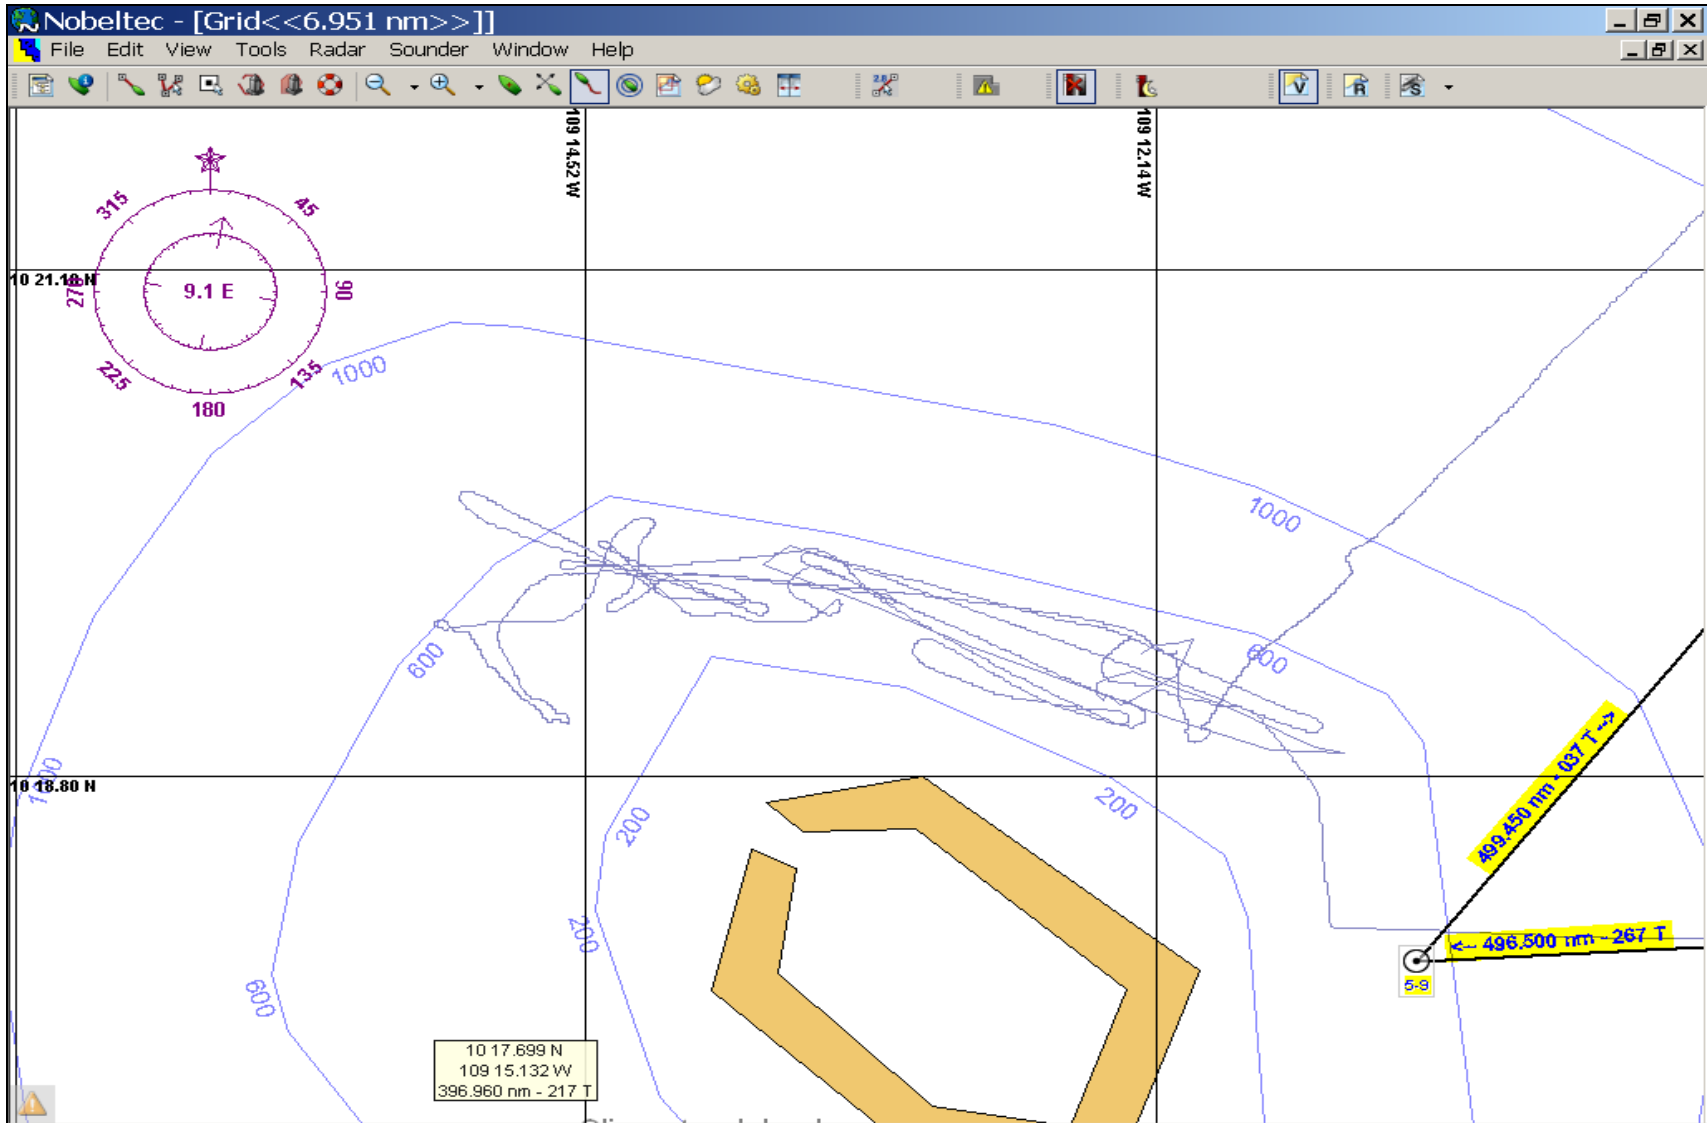 Nobeltec - [Grid<<6.951 nm>>]]
File Edit View Tools Radar Sounder Window Help
V R S
109 14.52 W
109 12.14 W
315 45
270 9.1 E 90
225 135
180
10 21.18 N
1000
1000
600
600
1000
10 18.80 N
200
200
200
600
499.450 nm - 037 T -->
<-- 496.500 nm - 267 T
5-9
10 17.699 N
109 15.132 W
396.960 nm - 217 T